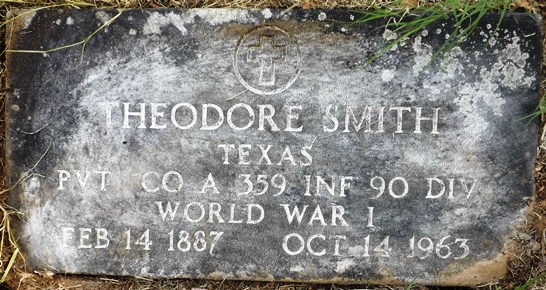 THEODORE SMITH
TEXAS
PVT CO A 359 INF 90 DIV
WORLD WAR I
FEB 14 1887 OCT 14 1963